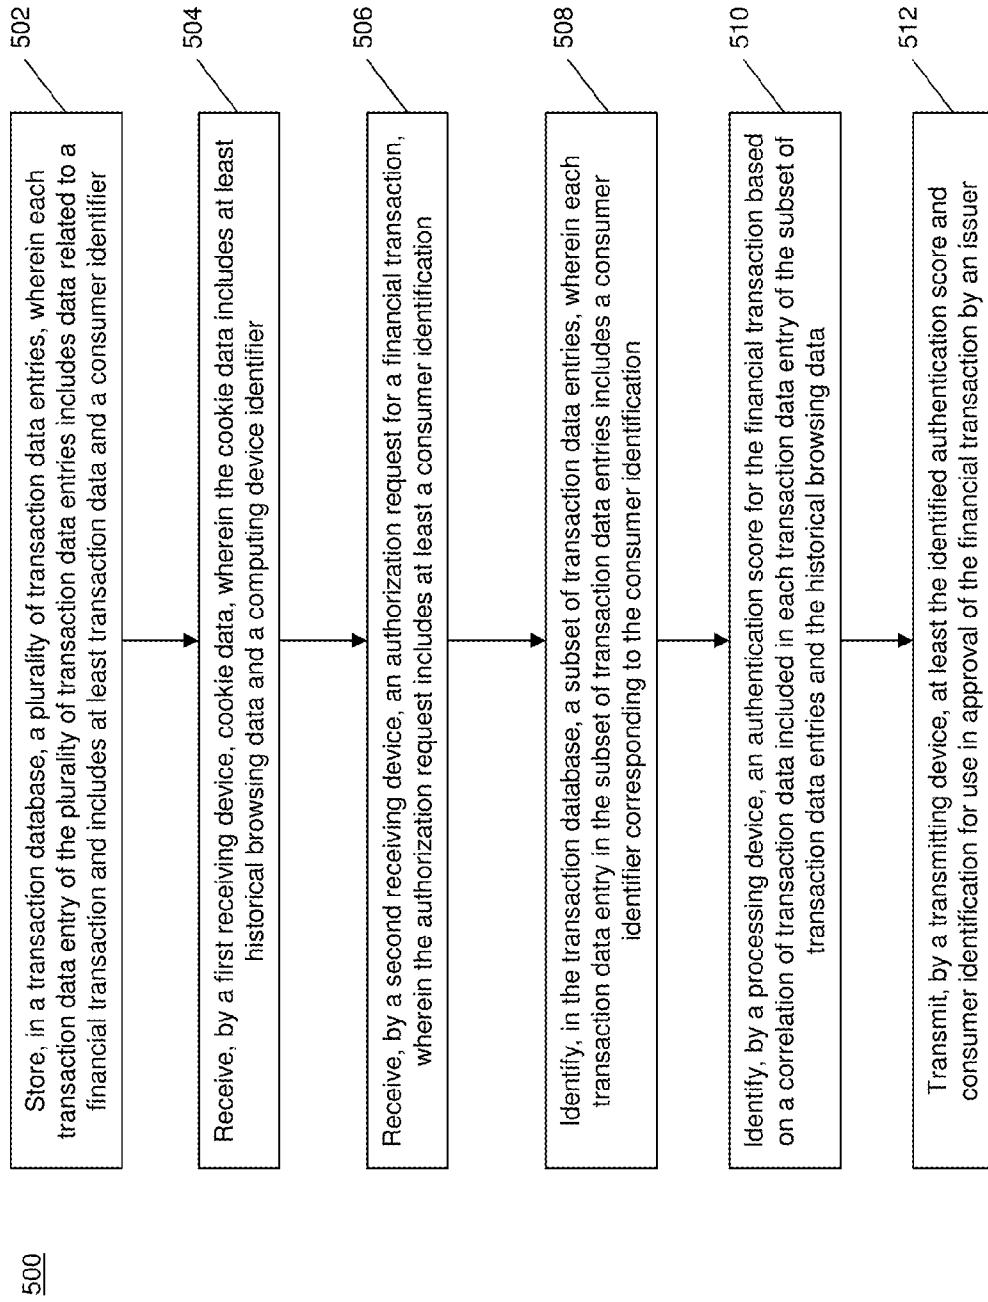 500
502
Store, in a transaction database, a plurality of transaction data entries, wherein each
transaction data entry of the plurality of transaction data entries includes data related to a
financial transaction and includes at least transaction data and a consumer identifier
504
Receive, by a first receiving device, cookie data, wherein the cookie data includes at least
historical browsing data and a computing device identifier
506
Receive, by a second receiving device, an authorization request for a financial transaction,
wherein the authorization request includes at least a consumer identification
508
Identify, in the transaction database, a subset of transaction data entries, wherein each
transaction data entry in the subset of transaction data entries includes a consumer
identifier corresponding to the consumer identification
510
Identify, by a processing device, an authentication score for the financial transaction based
on a correlation of transaction data included in each transaction data entry of the subset of
transaction data entries and the historical browsing data
512
Transmit, by a transmitting device, at least the identified authentication score and
consumer identification for use in approval of the financial transaction by an issuer